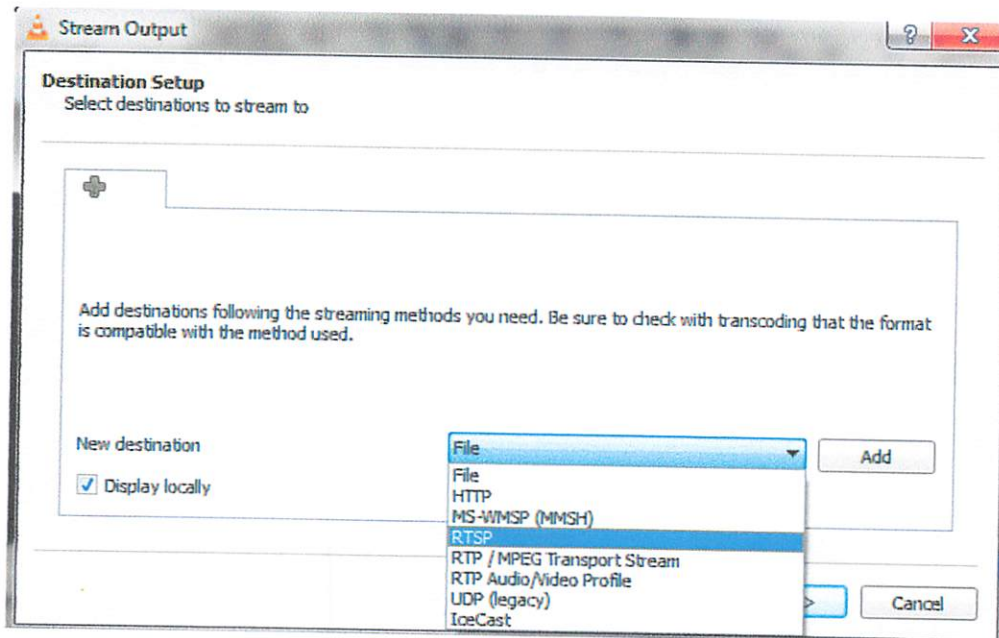 Stream Output
Destination Setup
Select destinations to stream to
Add destinations following the streaming methods you need. Be sure to check with transcoding that the format
is compatible with the method used.
New destination
File
Add
Display locally
File
HTTP
MS-WMSP (MMSH)
RTSP
RTP / MPEG Transport Stream
RTP Audio/Video Profile
UDP (legacy)
IceCast
>
Cancel